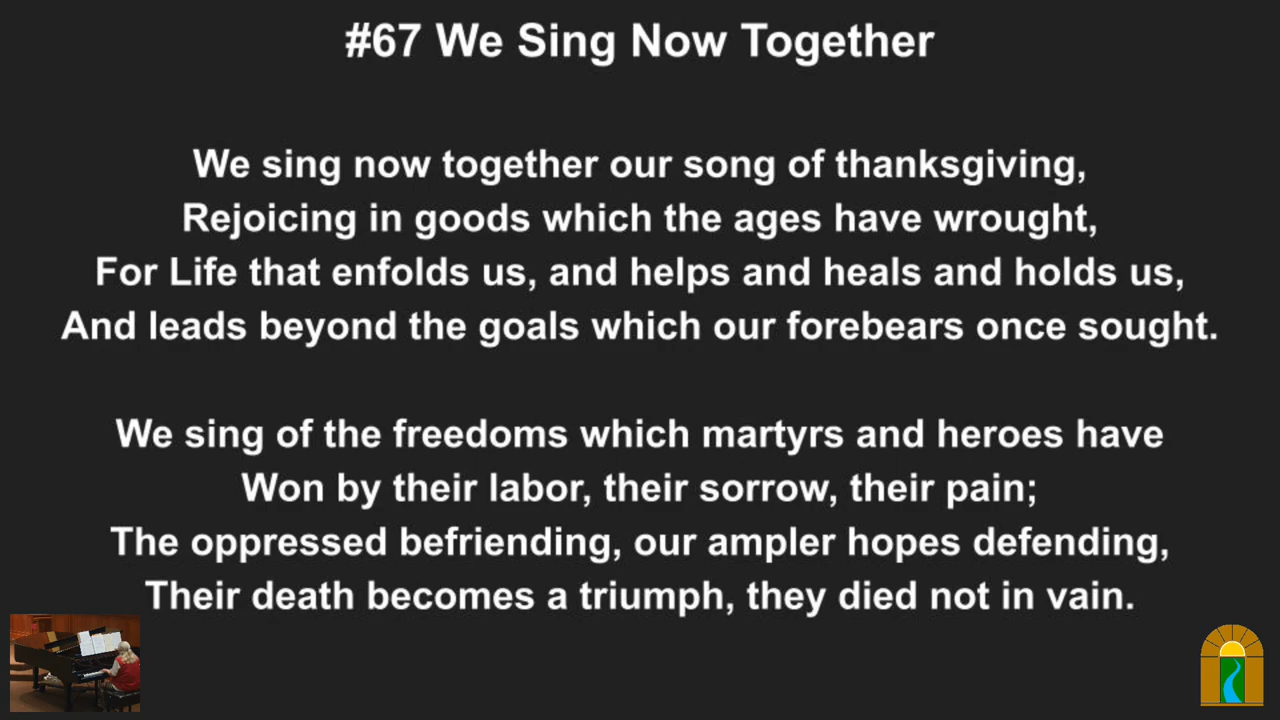 #67 We Sing Now Together
We sing now together our song of thanksgiving,
Rejoicing in goods which the ages have wrought,
For Life that enfolds us, and helps and heals and holds us,
And leads beyond the goals which our forebears once sought.
We sing of the freedoms which martyrs and heroes have
Won by their labor, their sorrow, their pain;
The oppressed befriending, our ampler hopes defending,
Their death becomes a triumph, they died not in vain.